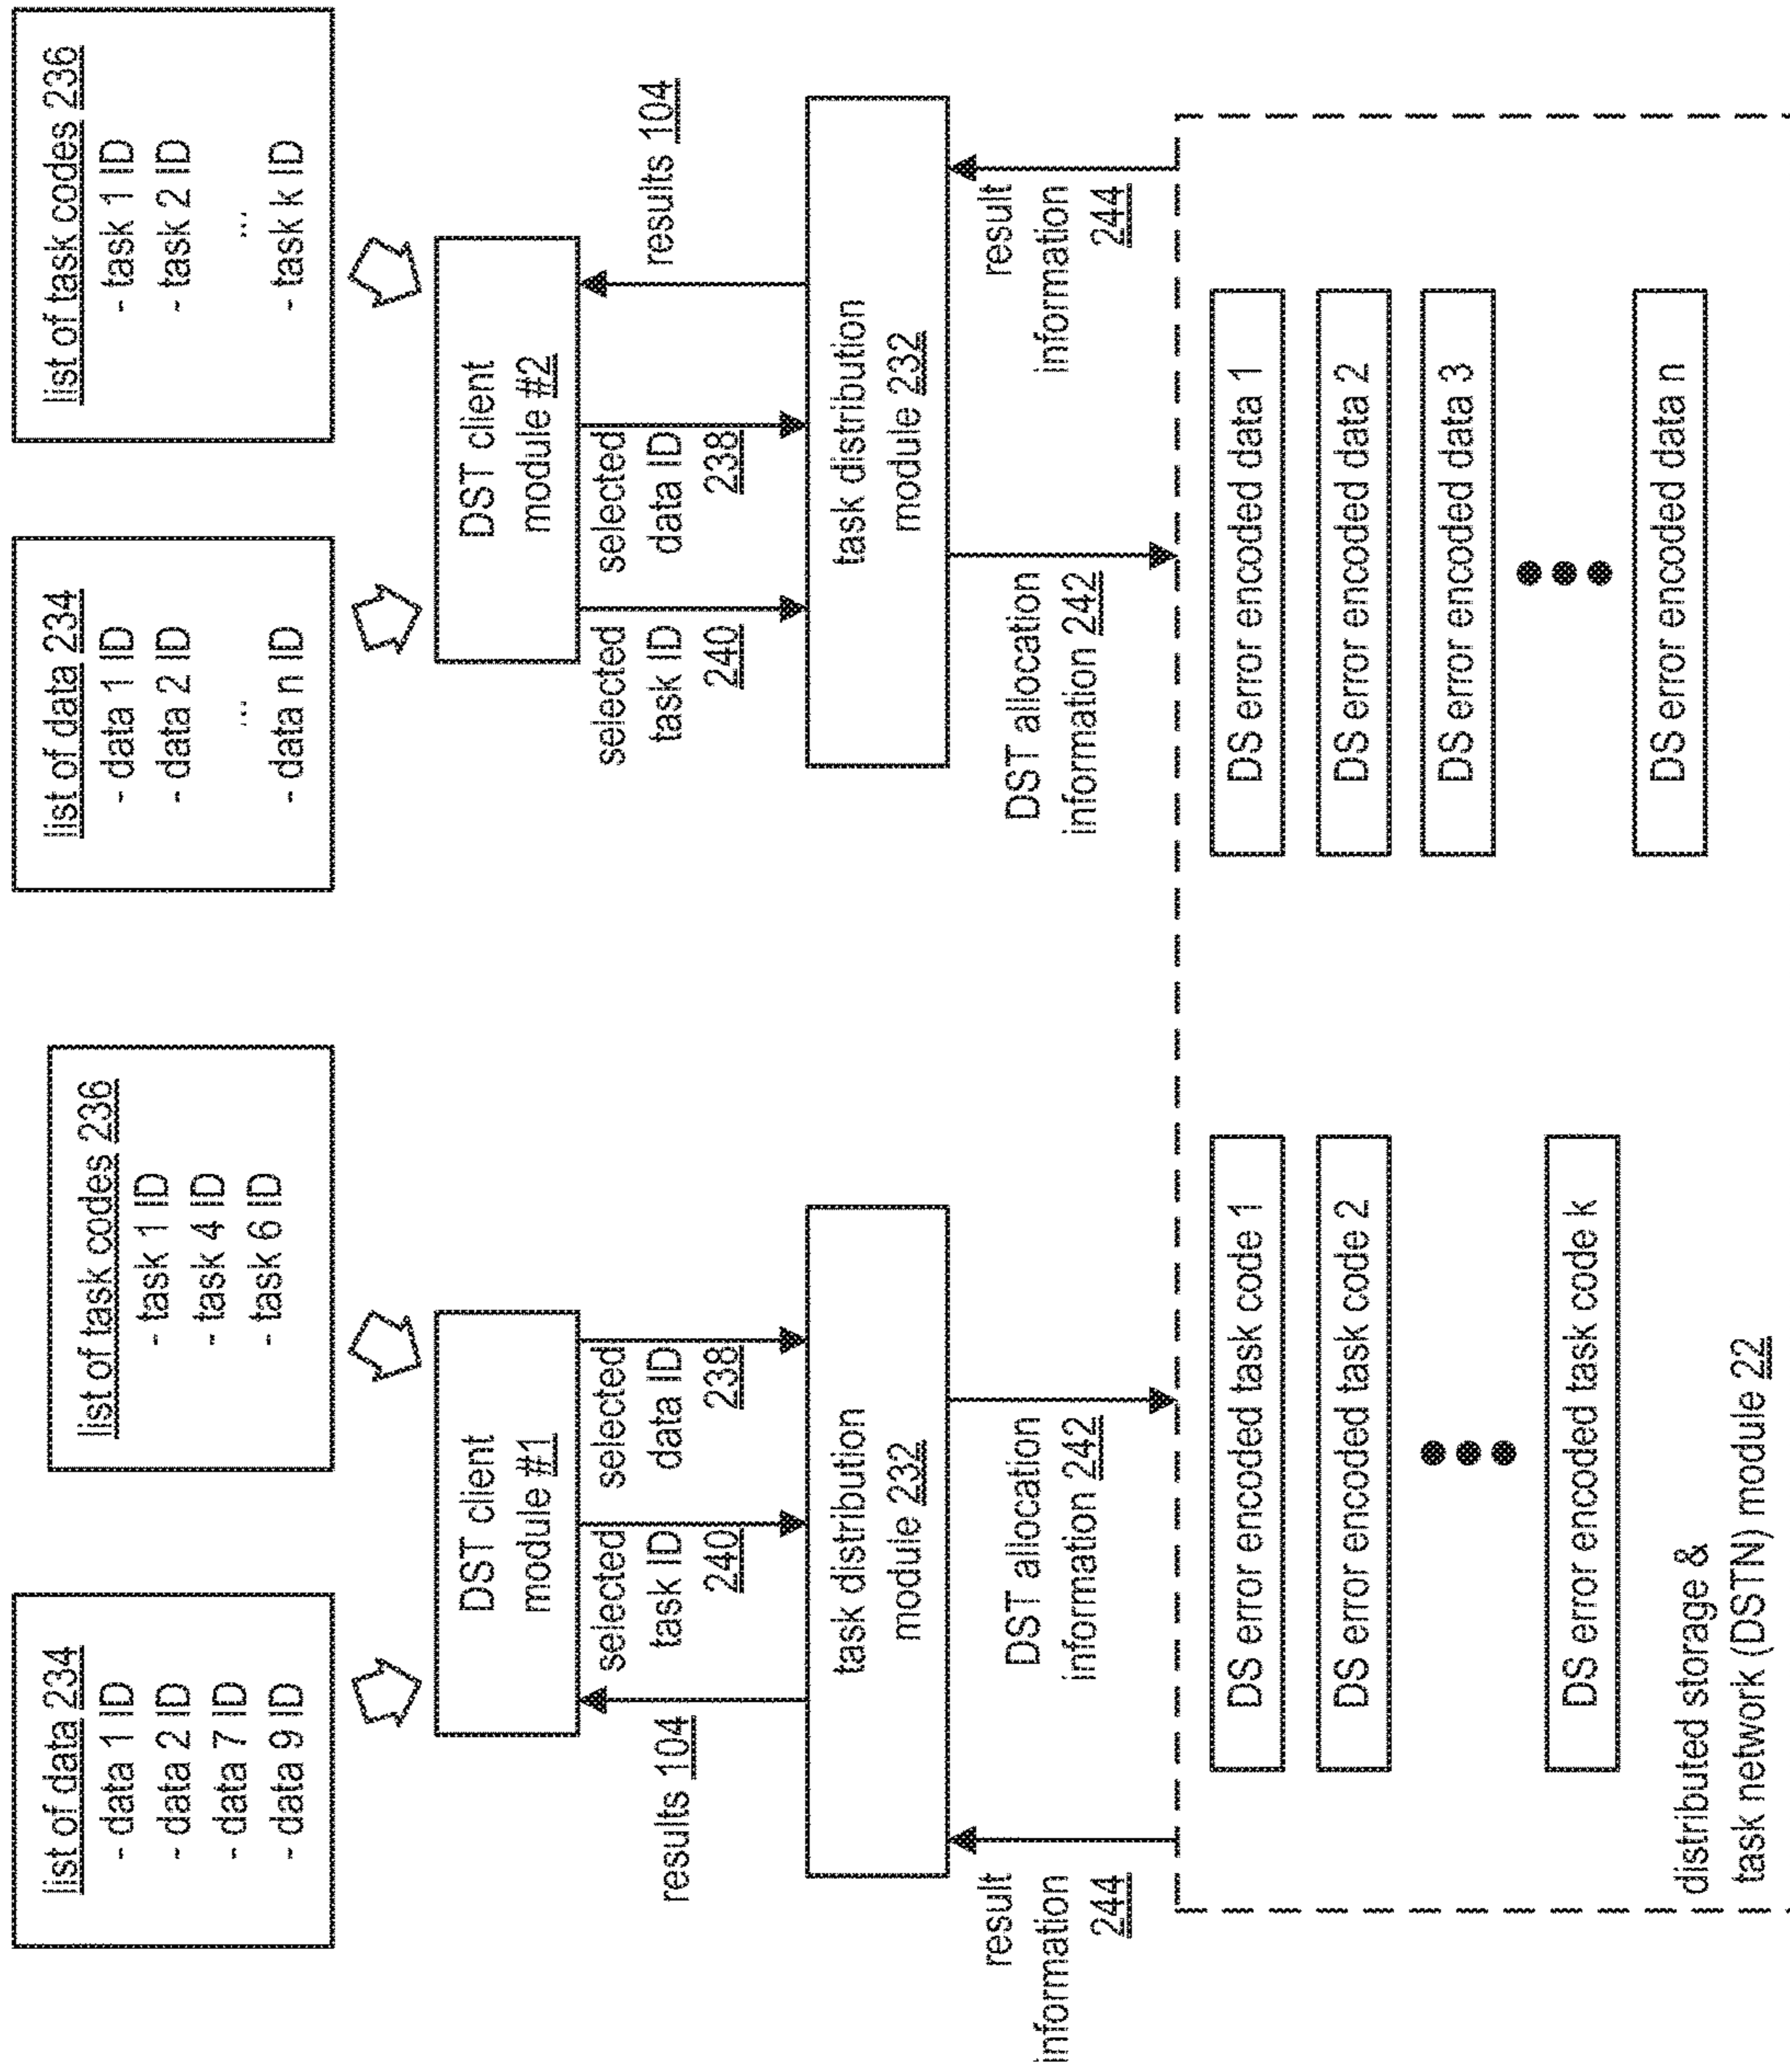 list of data 234
- data 1 ID
- data 2 ID
- data 7 ID
- data 9 ID
list of task codes 236
- task 1 ID
- task 4 ID
- task 6 ID
list of data 234
- data 1 ID
- data 2 ID
...
- data n ID
list of task codes 236
- task 1 ID
- task 2 ID
...
- task k ID
DST client
module #1
DST client
module #2
results 104
selected
task ID
240
selected
data ID
238
selected
task ID
240
selected
data ID
238
results 104
task distribution
module 232
task distribution
module 232
result
information
244
DST allocation
information 242
DST allocation
information 242
result
information
244
DS error encoded task code 1
DS error encoded task code 2
DS error encoded task code k
DS error encoded data 1
DS error encoded data 2
DS error encoded data 3
DS error encoded data n
distributed storage &
task network (DSTN) module 22